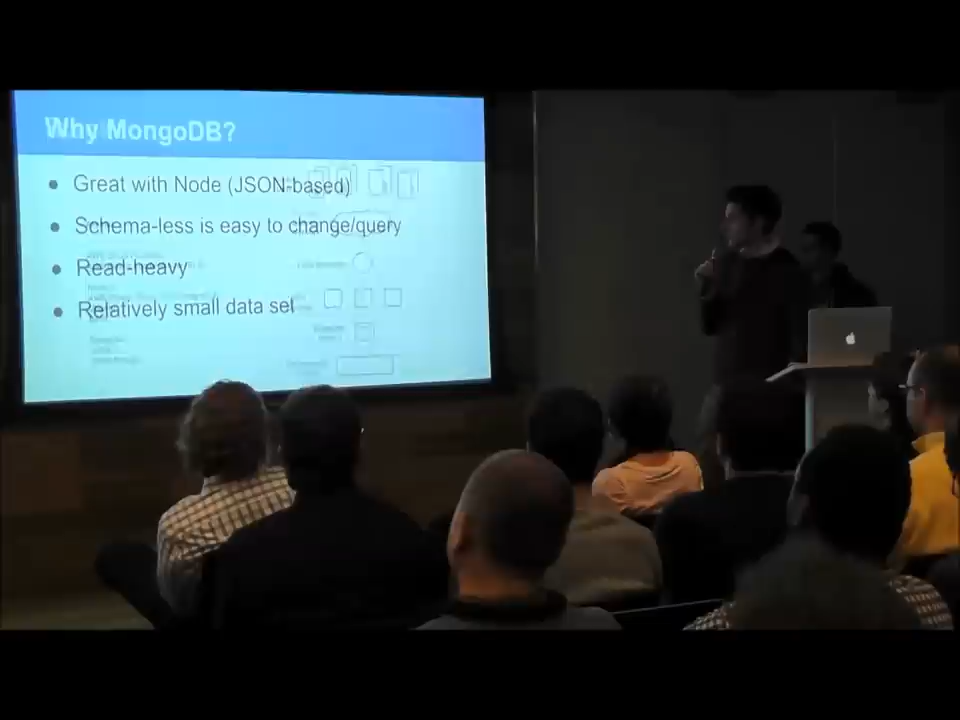 Why MongoDB?
Great with Node (JSON-based)
Schema-less is easy to change/query
Read-heavy
Relatively small data set